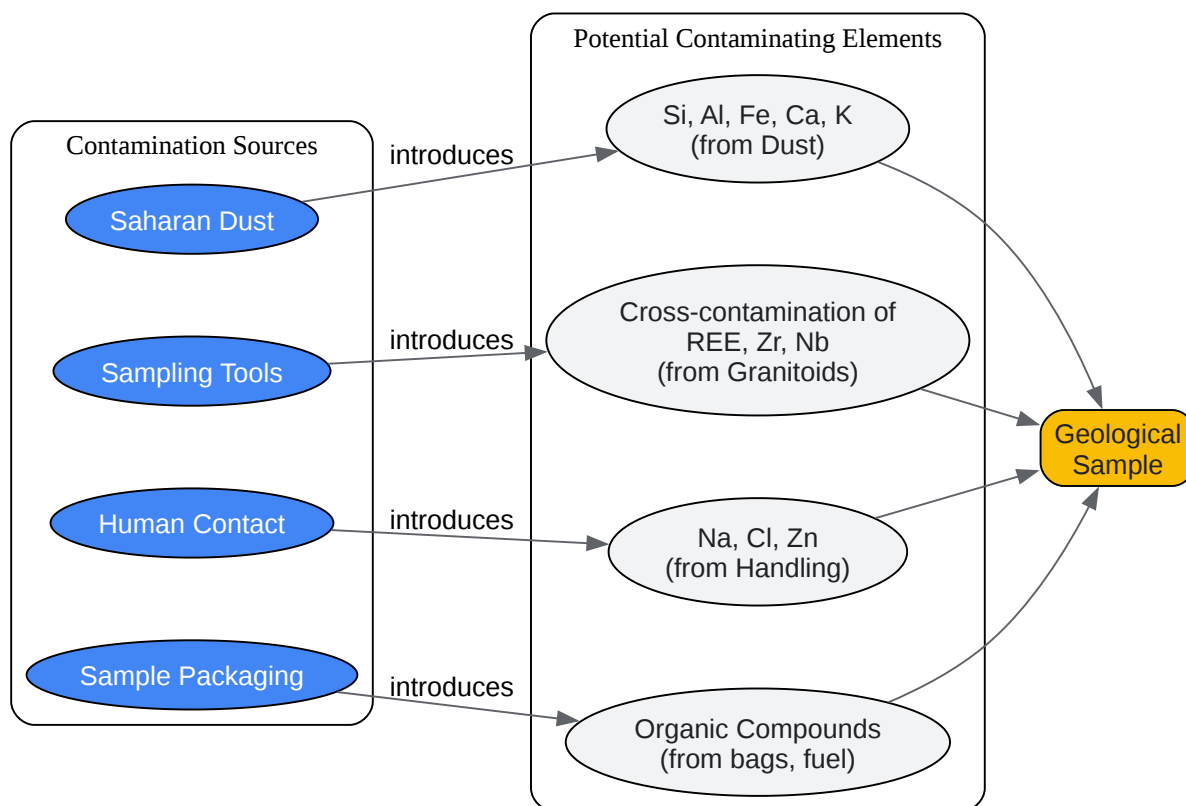 Potential Contaminating Elements
Contamination Sources
Saharan Dust
introduces
Si, Al, Fe, Ca, K
(from Dust)
Sampling Tools
introduces
Cross-contamination of
REE, Zr, Nb
(from Granitoids)
Human Contact
introduces
Na, Cl, Zn
(from Handling)
Sample Packaging
introduces
Organic Compounds
(from bags, fuel)
Geological
Sample